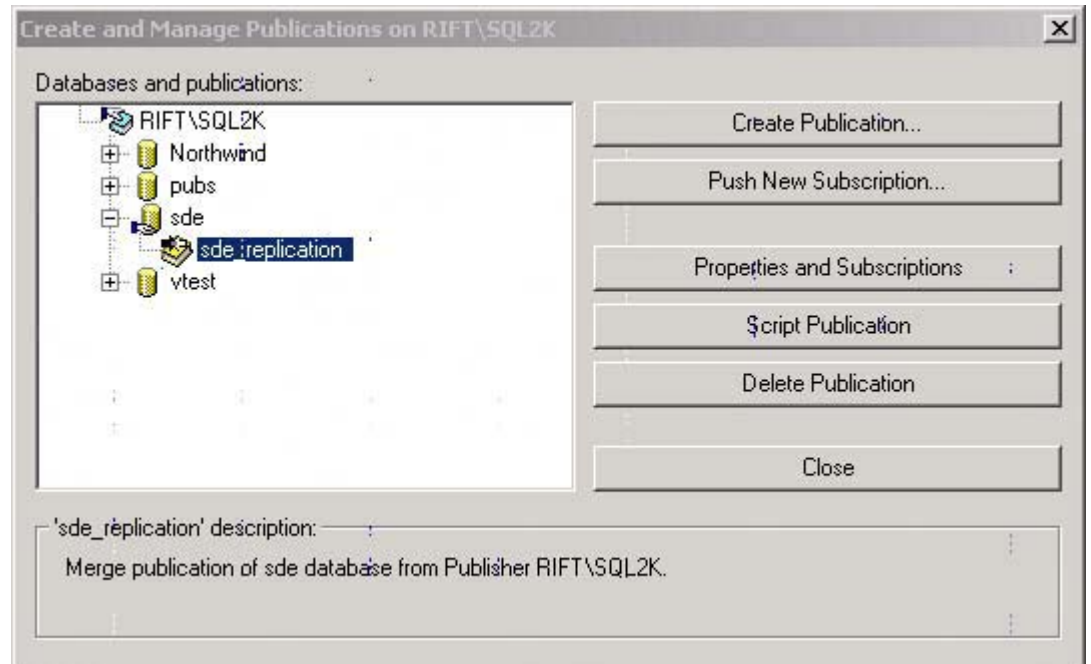 Create and Manage Publications on RIFT\SQL2K
Databases and publications:
RIFT\SQL2K
Northwind
pubs
sde
sde_replication
vtest
Create Publication...
Push New Subscription...
Properties and Subscriptions
Script Publication
Delete Publication
Close
'sde_replication' description:
Merge publication of sde database from Publisher RIFT\SQL2K.